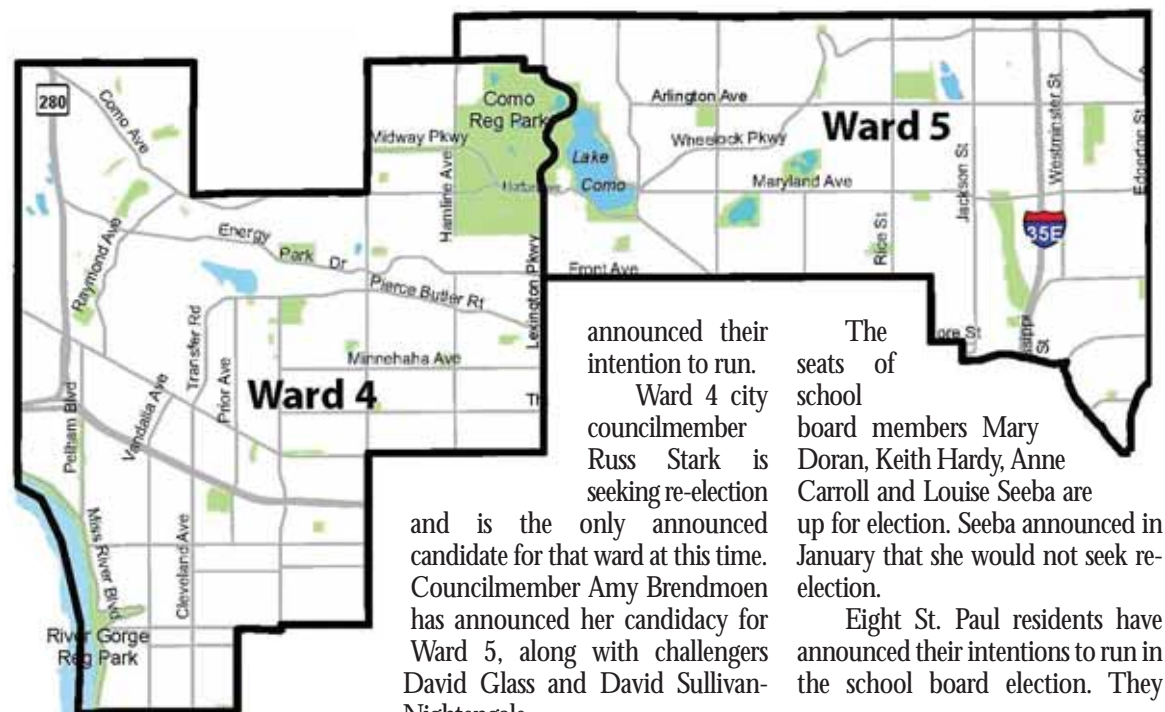 280
Como Ave
Como
Reg Park
Midway Pkwy
Hamline Ave
Lake
Como
Arlington Ave
Wheelock Pkwy
Ward 5
Maryland Ave
Jackson St
Westminster St
Edgerton St
35E
Rice St
Front Ave
Raymond Ave
Energy
Park Dr
Pierce Butler Rt
Lexington Pkwy
Transfer Rd
Prior Ave
Minnehaha Ave
Ward 4
Th
Pelham Blvd
Vandalia Ave
Miss River Blvd
Cleveland Ave
River Gorge
Reg Park
ore St
sippi
St
announced their
intention to run.
Ward 4 city
councilmember
Russ Stark is
seeking re-election
and is the only announced
candidate for that ward at this time.
Councilmember Amy Brendmoen
has announced her candidacy for
Ward 5, along with challengers
David Glass and David Sullivan-
Nightengale
The
seats of
school
board members Mary
Doran, Keith Hardy, Anne
Carroll and Louise Seeba are
up for election. Seeba announced in
January that she would not seek re-
election.
Eight St. Paul residents have
announced their intentions to run in
the school board election. They